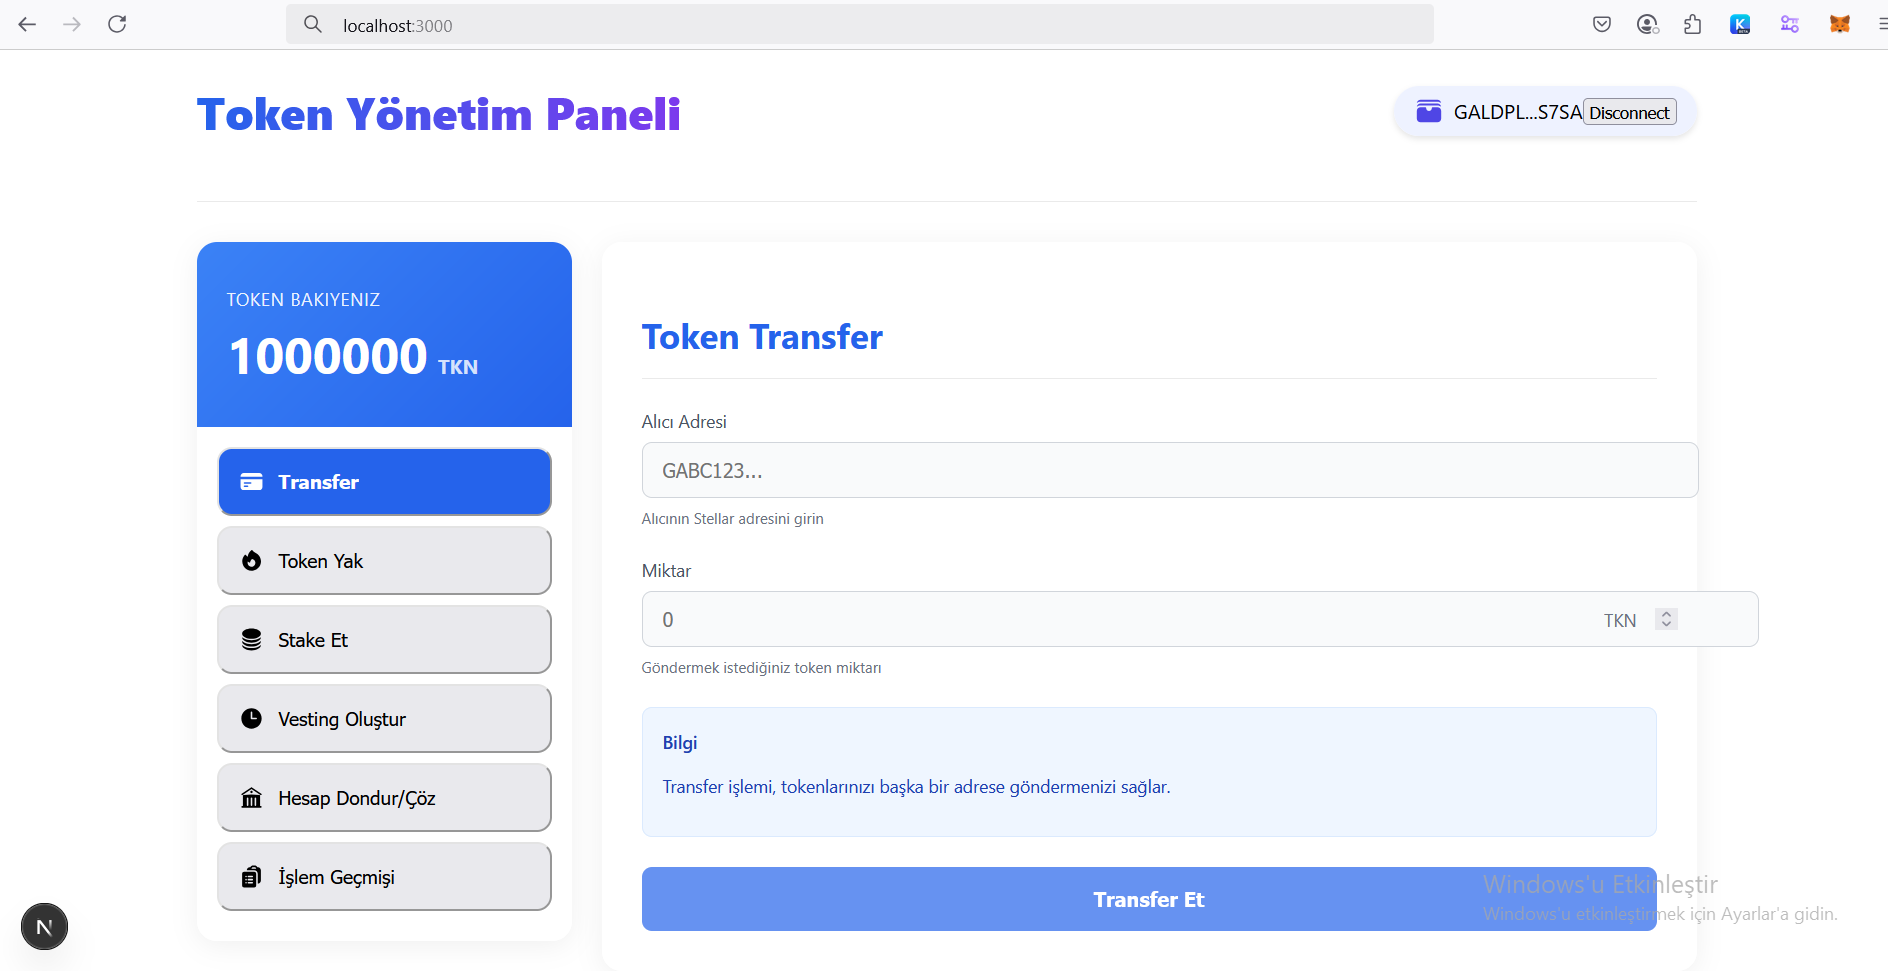 localhost:3000
Token Yönetim Paneli
GALDPL...S7SA Disconnect
TOKEN BAKIYENIZ
1000000 TKN
Transfer
Token Yak
Stake Et
Vesting Oluştur
Hesap Dondur/Çöz
İşlem Geçmişi
Token Transfer
Alıcı Adresi
GABC123...
Alıcının Stellar adresini girin
Miktar
0 TKN
Göndermek istediğiniz token miktarı
Bilgi
Transfer işlemi, tokenlarınızı başka bir adrese göndermenizi sağlar.
Transfer Et
Windows'u Etkinleştir
Windows'u etkinleştirmek için Ayarlar'a gidin.
N